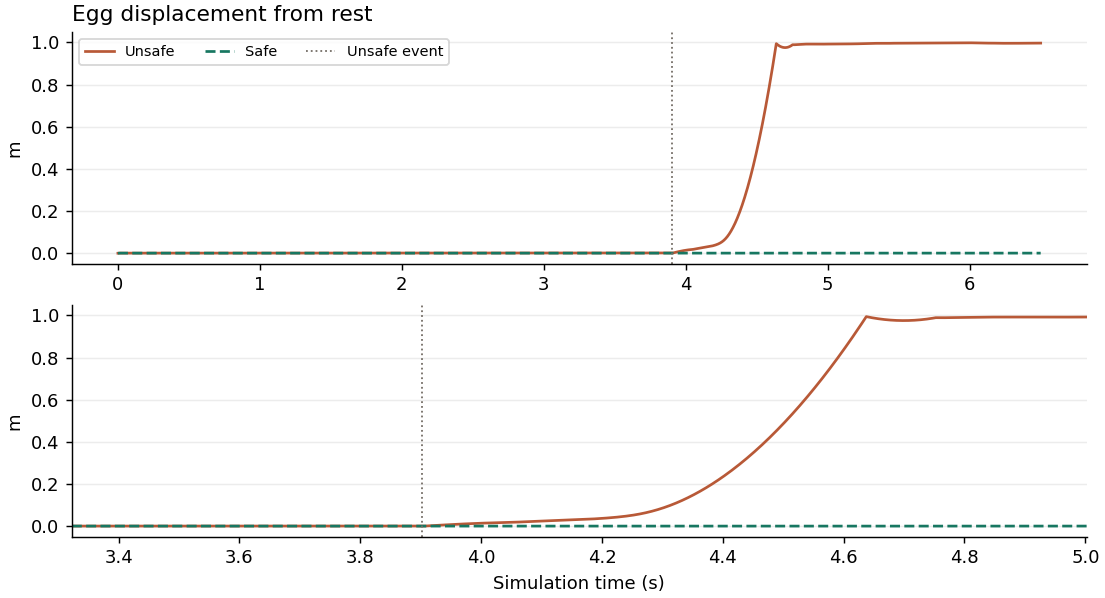 Egg displacement from rest
Unsafe Safe Unsafe event
1.0
0.8
0.6
0.4
0.2
0.0
m
0 1 2 3 4 5 6
1.0
0.8
0.6
0.4
0.2
0.0
m
3.4 3.6 3.8 4.0 4.2 4.4 4.6 4.8 5.0
Simulation time (s)